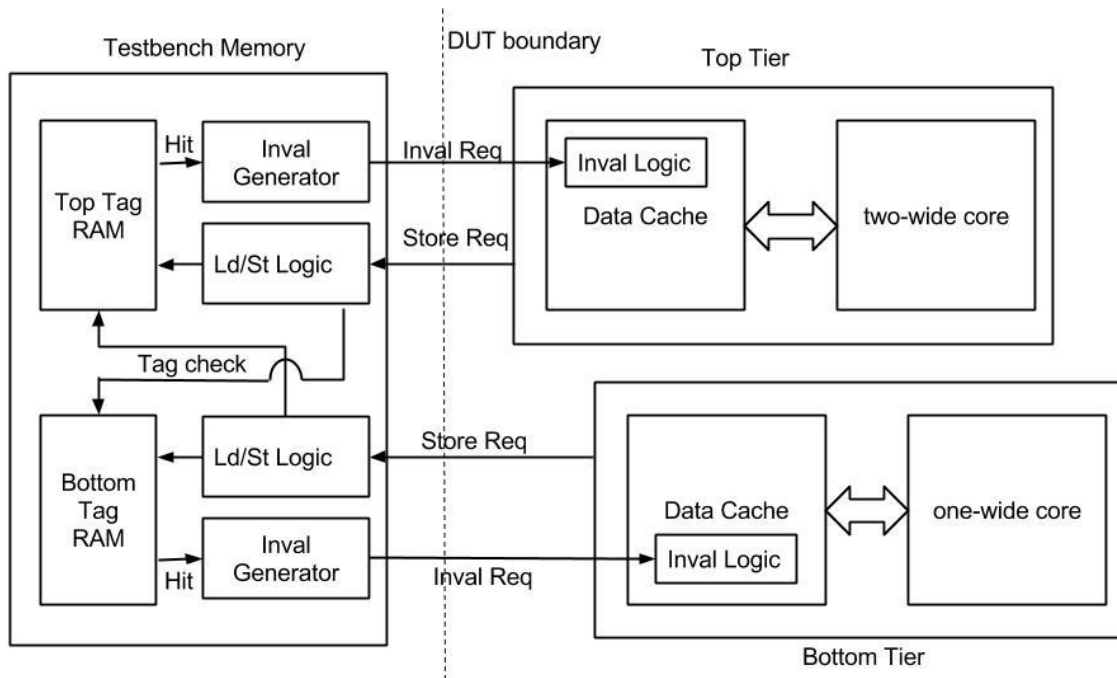 Testbench Memory
DUT boundary
Top Tier
Top Tag
RAM
Hit
Inval
Generator
Inval Req
Inval Logic
Data Cache
two-wide core
Ld/St Logic
Store Req
Tag check
Bottom
Tag
RAM
Ld/St Logic
Store Req
Hit
Inval
Generator
Inval Req
Data Cache
Inval Logic
one-wide core
Bottom Tier